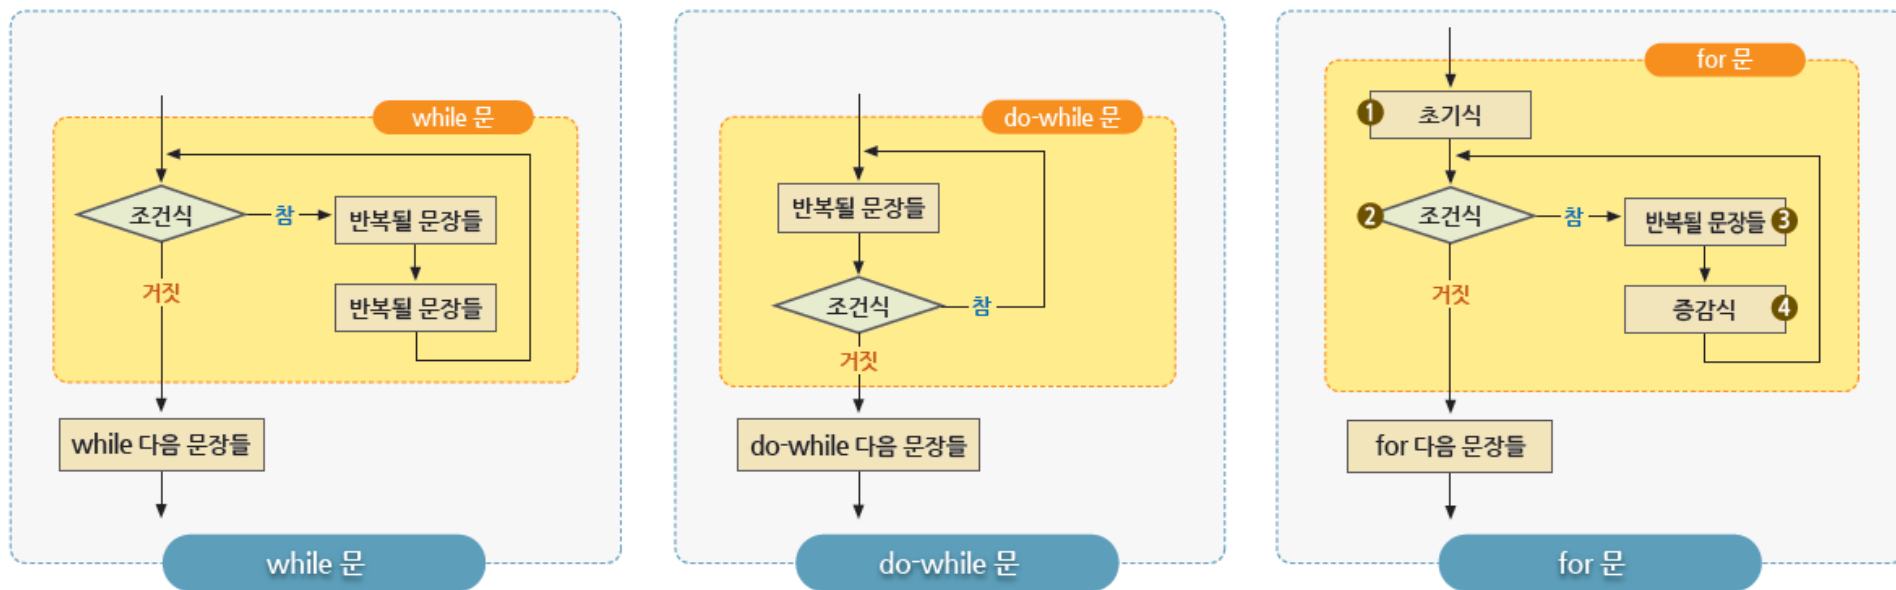 while 문
조건식
참
반복될 문장들
거짓
반복될 문장들
while 다음 문장들
while 문
do-while 문
반복될 문장들
조건식
참
거짓
do-while 다음 문장들
do-while 문
for 문
1
초기식
2
조건식
참
반복될 문장들
3
거짓
증감식
4
for 다음 문장들
for 문